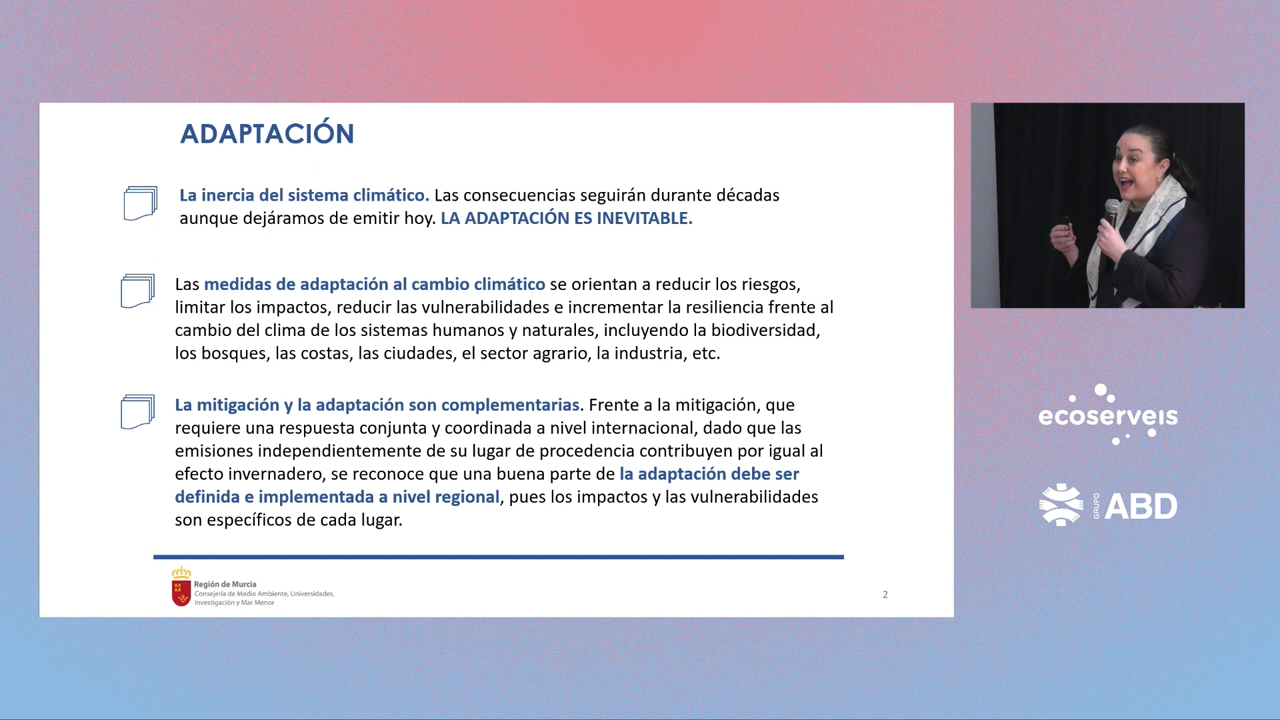 ADAPTACIÓN
La inercia del sistema climático. Las consecuencias seguirán durante décadas
aunque dejáramos de emitir hoy. LA ADAPTACIÓN ES INEVITABLE.
Las medidas de adaptación al cambio climático se orientan a reducir los riesgos,
limitar los impactos, reducir las vulnerabilidades e incrementar la resiliencia frente al
cambio del clima de los sistemas humanos y naturales, incluyendo la biodiversidad,
los bosques, las costas, las ciudades, el sector agrario, la industria, etc.
La mitigación y la adaptación son complementarias. Frente a la mitigación, que
requiere una respuesta conjunta y coordinada a nivel internacional, dado que las
emisiones independientemente de su lugar de procedencia contribuyen por igual al
efecto invernadero, se reconoce que una buena parte de la adaptación debe ser
definida e implementada a nivel regional, pues los impactos y las vulnerabilidades
son específicos de cada lugar.
Región de Murcia
Consejería de Medio Ambiente, Universidades,
Investigación y Mar Menor
2
ecoserveis
GRUPO ABD